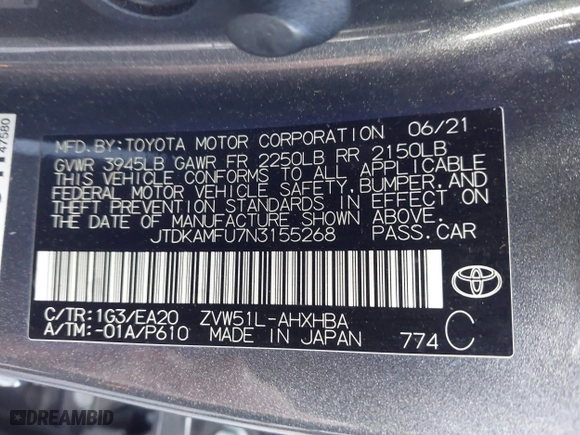 47580
MFD.BY:TOYOTA MOTOR CORPORATION 06/21
GVWR 3945LB GAWR FR 2250LB RR 2150LB
THIS VEHICLE CONFORMS TO ALL APPLICABLE
FEDERAL MOTOR VEHICLE SAFETY,BUMPER,AND
THEFT PREVENTION STANDARDS IN EFFECT ON
THE DATE OF MANUFACTURE SHOWN ABOVE.
JTDKAMFU7N3155268 PASS.CAR
C/TR:1G3/EA20 ZVW51L-AHXHBA
A/TM:-01A/P610 MADE IN JAPAN 774 C
DREAMBID